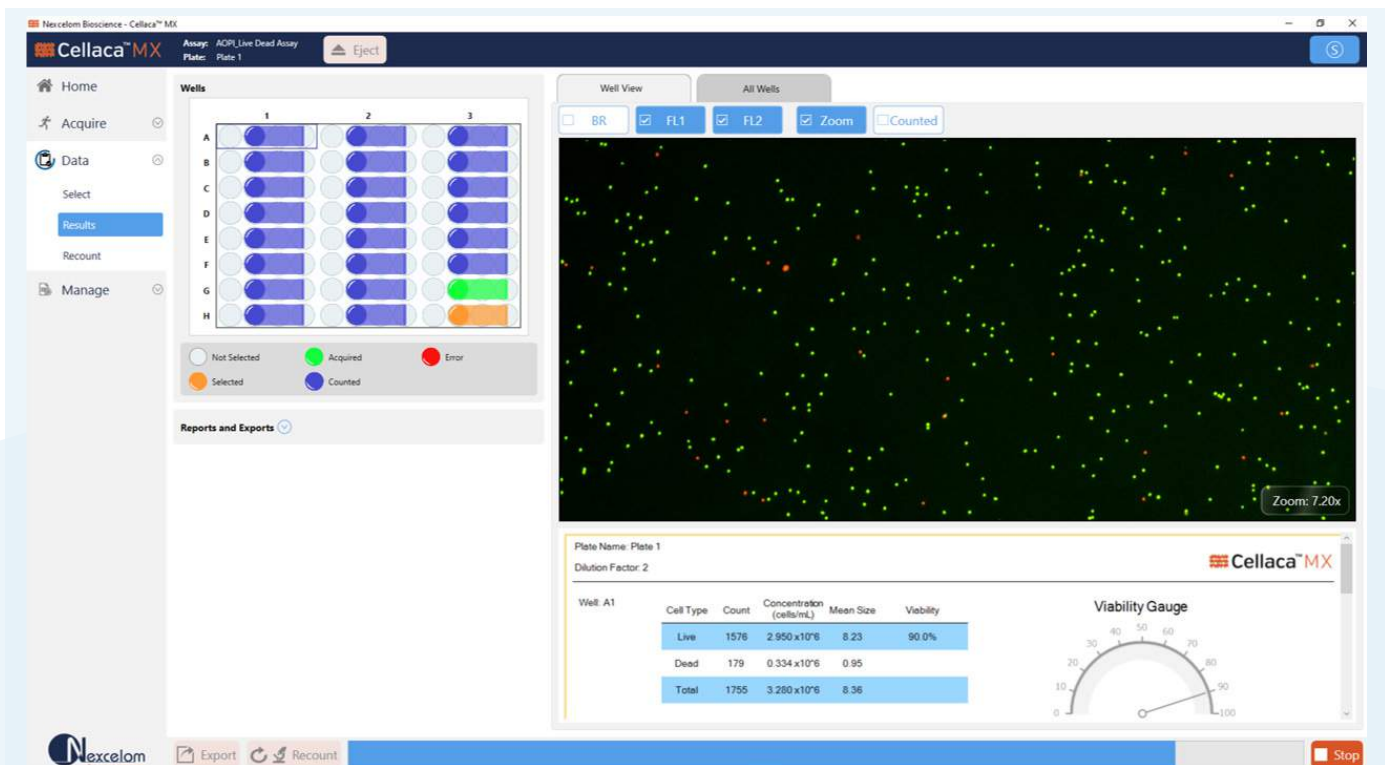 Nexcelom Bioscience - Cellaca™ MX
Cellaca™ MX
Assay: AOPI_Live Dead Assay
Plate: Plate 1
Eject
S
Home
Acquire
Data
Select
Results
Recount
Manage
Wells
1 2 3
A
B
C
D
E
F
G
H
Not Selected Acquired Error
Selected Counted
Reports and Exports
Well View All Wells
BR FL1 FL2 Zoom Counted
Zoom: 7.20x
Plate Name: Plate 1
Dilution Factor: 2
Cellaca™ MX
Well: A1
Cell Type Count Concentration (cells/mL) Mean Size Viability
Live 1576 2.950 x10^6 8.23 90.0%
Dead 179 0.334 x10^6 0.95
Total 1755 3.280 x10^6 8.36
Viability Gauge
0 10 20 30 40 50 60 70 80 90 100
Nexcelom
Export Recount
Stop